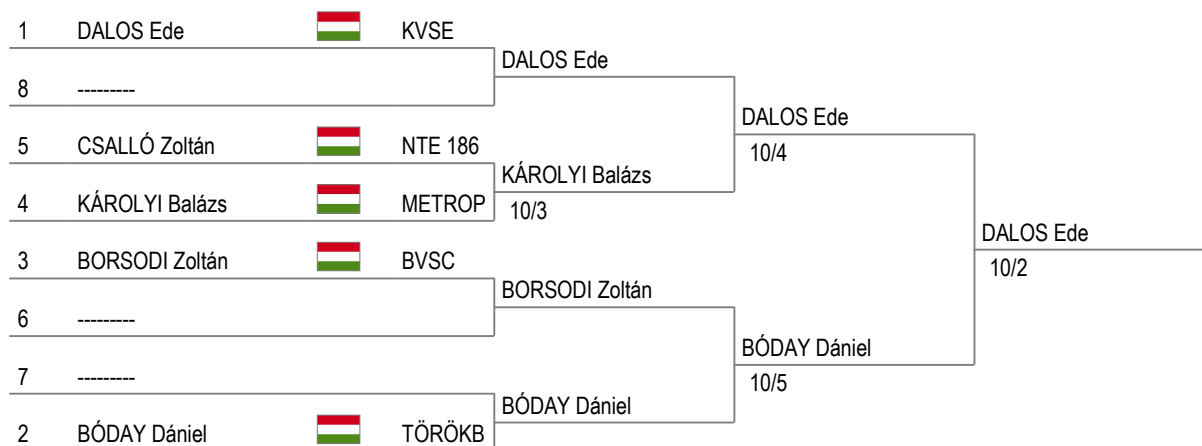 1 DALOS Ede KVSE
DALOS Ede
8 ---------
DALOS Ede
10/4
5 CSALLÓ Zoltán NTE 186
KÁROLYI Balázs
10/3
4 KÁROLYI Balázs METROP
DALOS Ede
10/2
3 BORSODI Zoltán BVSC
BORSODI Zoltán
6 ---------
BÓDAY Dániel
10/5
7 ---------
BÓDAY Dániel
2 BÓDAY Dániel TÖRÖKB